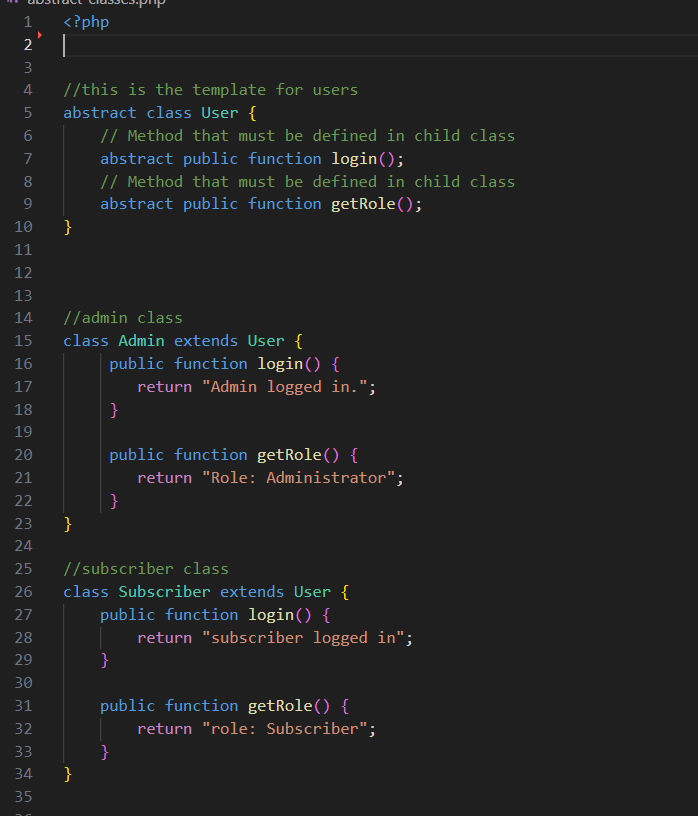 abstract-classes.php
1 <?php
2
3
4 //this is the template for users
5 abstract class User {
6 // Method that must be defined in child class
7 abstract public function login();
8 // Method that must be defined in child class
9 abstract public function getRole();
10 }
11
12
13
14 //admin class
15 class Admin extends User {
16 public function login() {
17 return "Admin logged in.";
18 }
19
20 public function getRole() {
21 return "Role: Administrator";
22 }
23 }
24
25 //subscriber class
26 class Subscriber extends User {
27 public function login() {
28 return "subscriber logged in";
29 }
30
31 public function getRole() {
32 return "role: Subscriber";
33 }
34 }
35